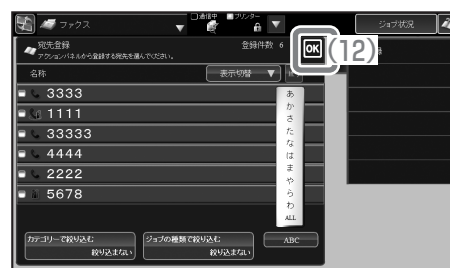 ファクス
通信中
プリンター
ジョブ状況
宛先登録
アクションパネルから登録する宛先を選んでください。
登録件数 6
OK
(12)
録
名称
表示切替 ▼
3333
1111
33333
4444
2222
5678
あ
か
さ
た
な
は
ま
や
ら
わ
ALL
カテゴリーで絞り込む
絞り込まない
ジョブの種類で絞り込む
絞り込まない
ABC